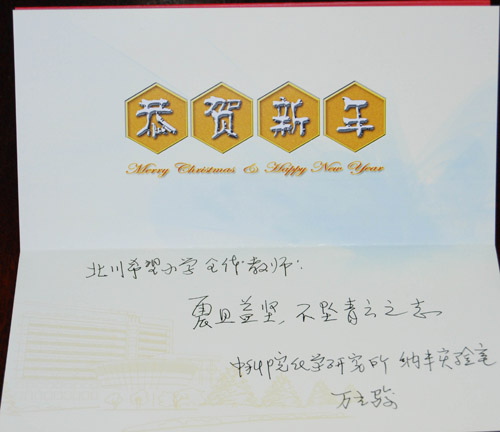 恭贺新年
Merry Christmas & Happy New Year
北川希望小学全体教师:
震且益坚,不坠青云之志
中科院化学研究所 纳米实验室
万立骏